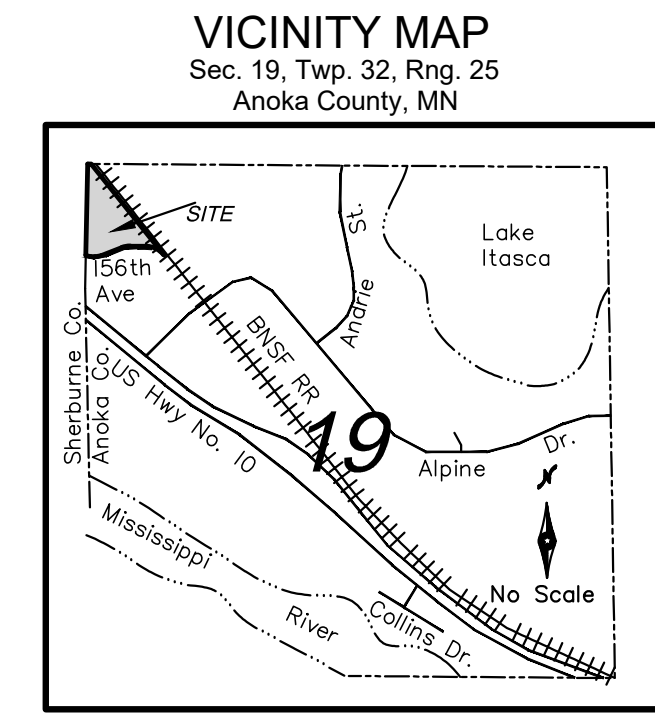 VICINITY MAP
Sec. 19, Twp. 32, Rng. 25
Anoka County, MN
SITE
St.
Andrie
Lake
Itasca
156th
Ave
BNSF RR
Sherburne Co.
Anoka Co.
US Hwy No. 10
19
Alpine
Dr.
N
Mississippi
River
No Scale
Collins Dr.